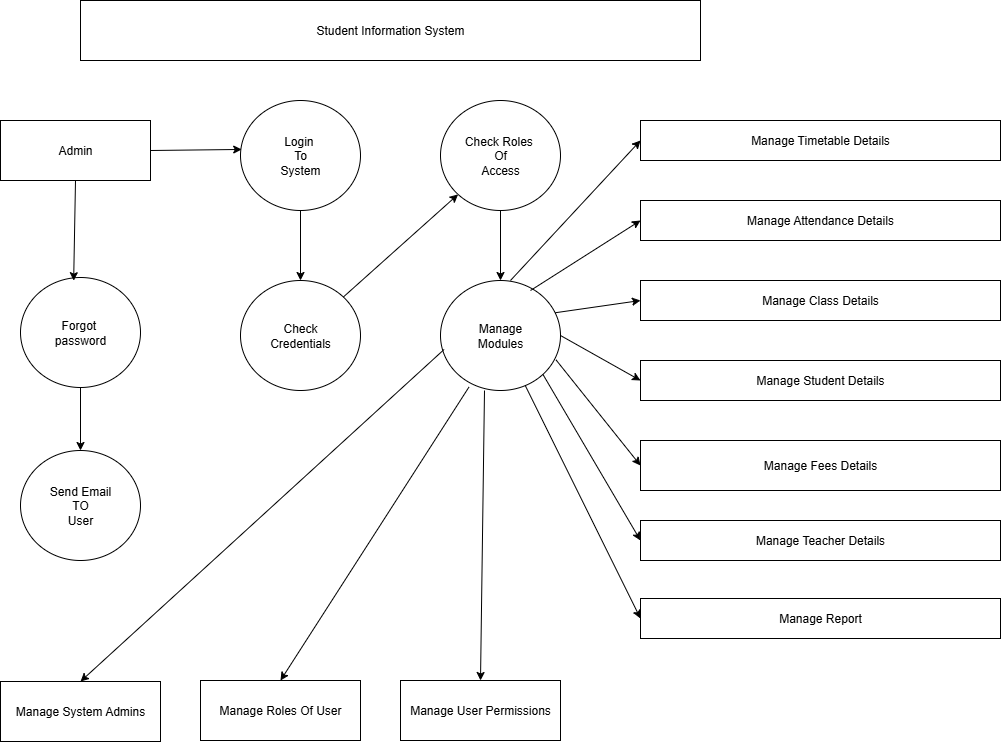 Student Information System
Admin
Login
To
System
Check Roles
Of
Access
Manage Timetable Details
Manage Attendance Details
Manage Class Details
Forgot
password
Check
Credentials
Manage
Modules
Manage Student Details
Manage Fees Details
Send Email
TO
User
Manage Teacher Details
Manage Report
Manage System Admins
Manage Roles Of User
Manage User Permissions